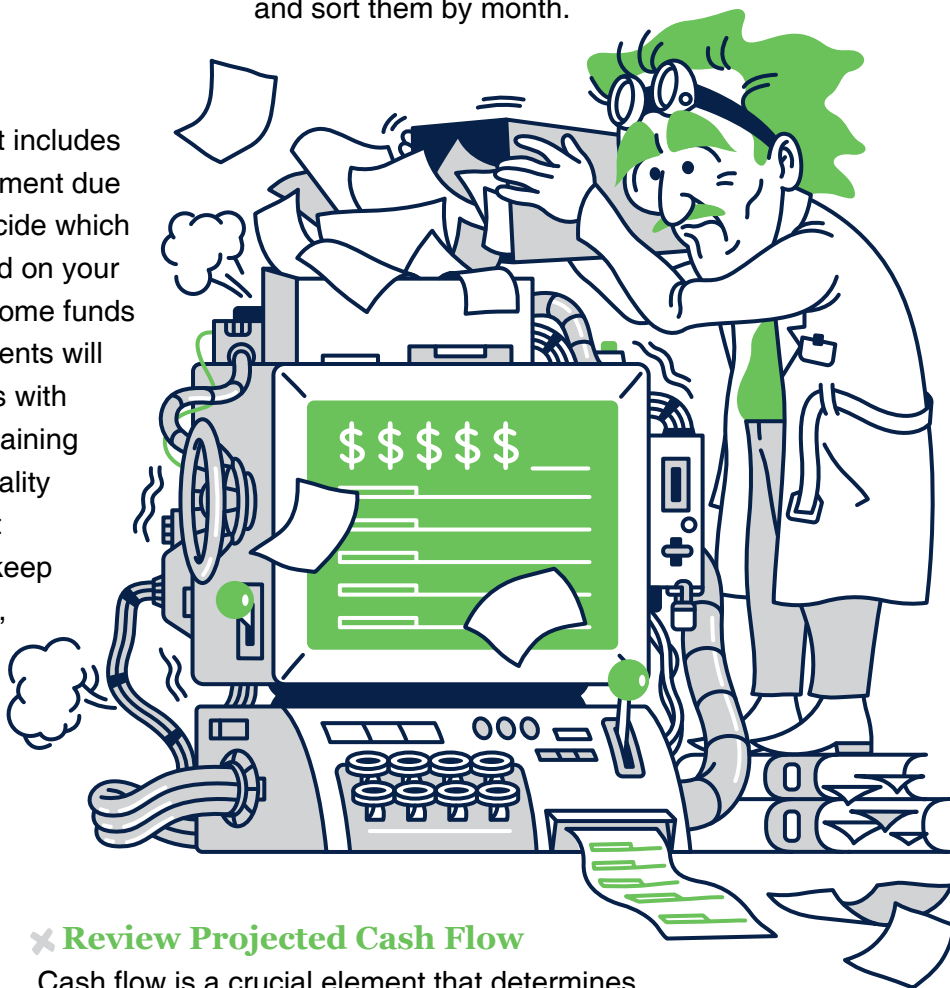 and sort them by month.
t includes
ment due
cide which
d on your
ome funds
ents will
s with
aining
ality
keep
,
$ $ $ $ $
Review Projected Cash Flow
Cash flow is a crucial element that determines